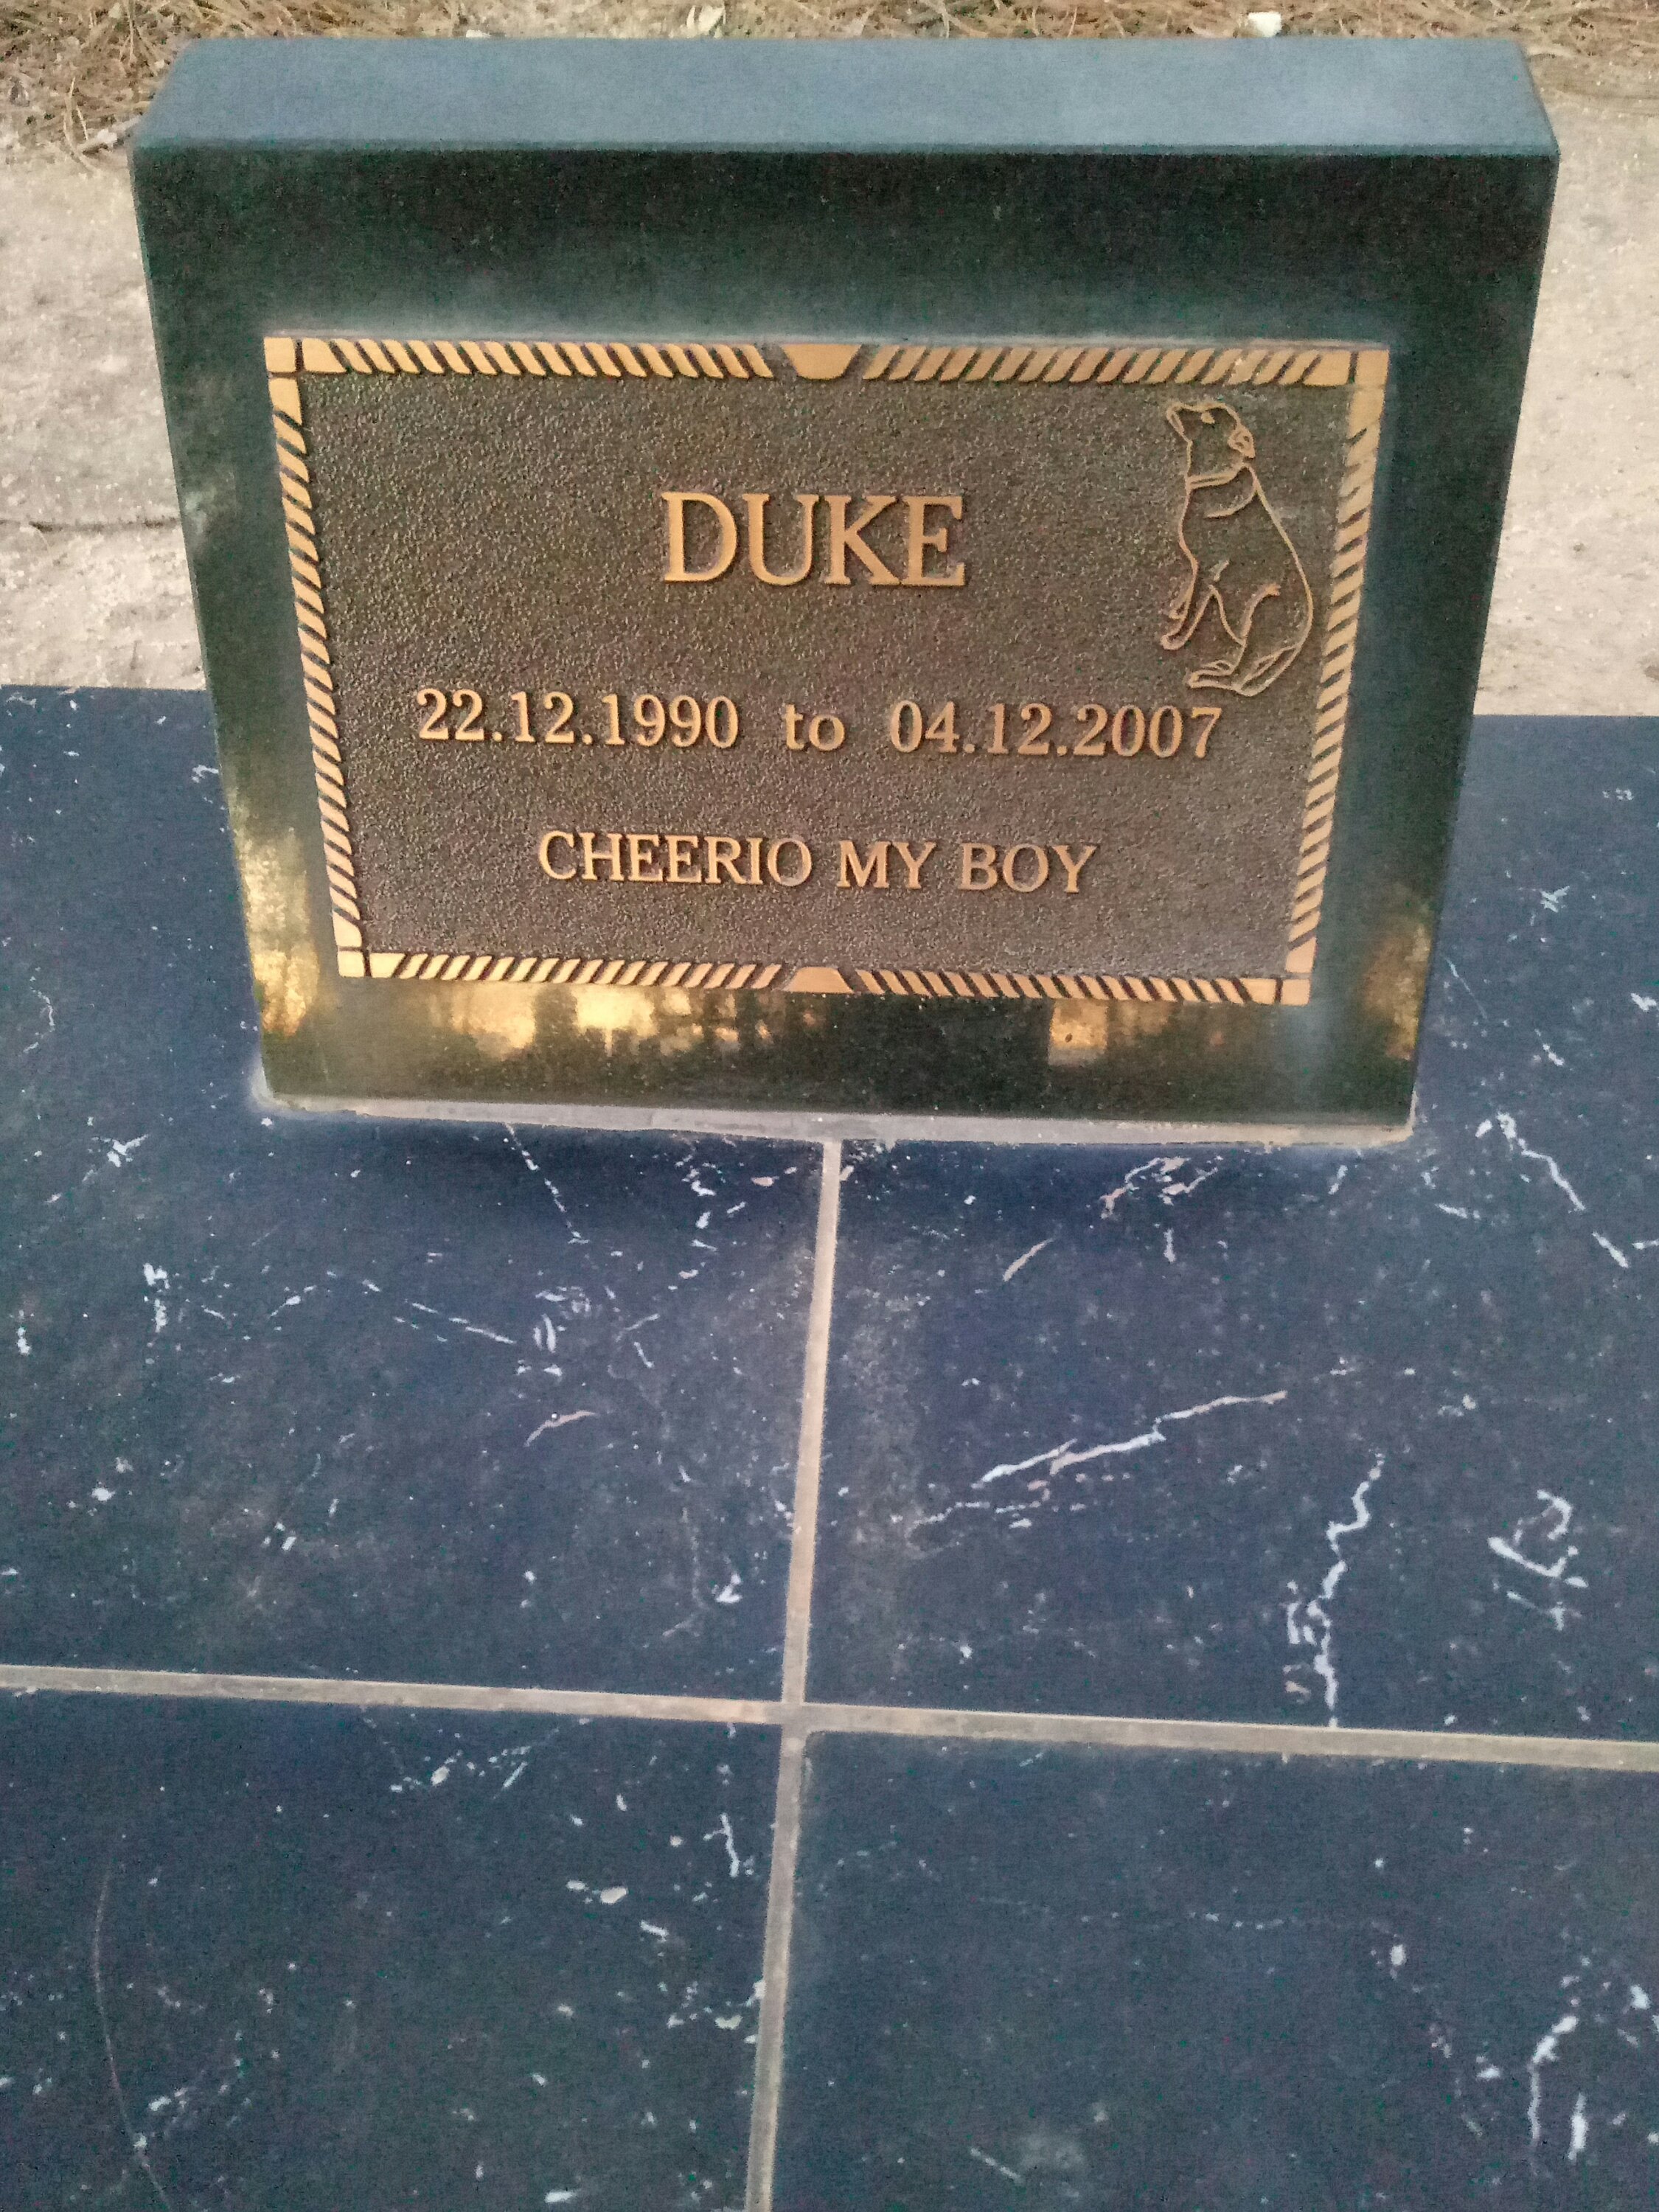 DUKE
22.12.1990 to 04.12.2007
CHEERIO MY BOY